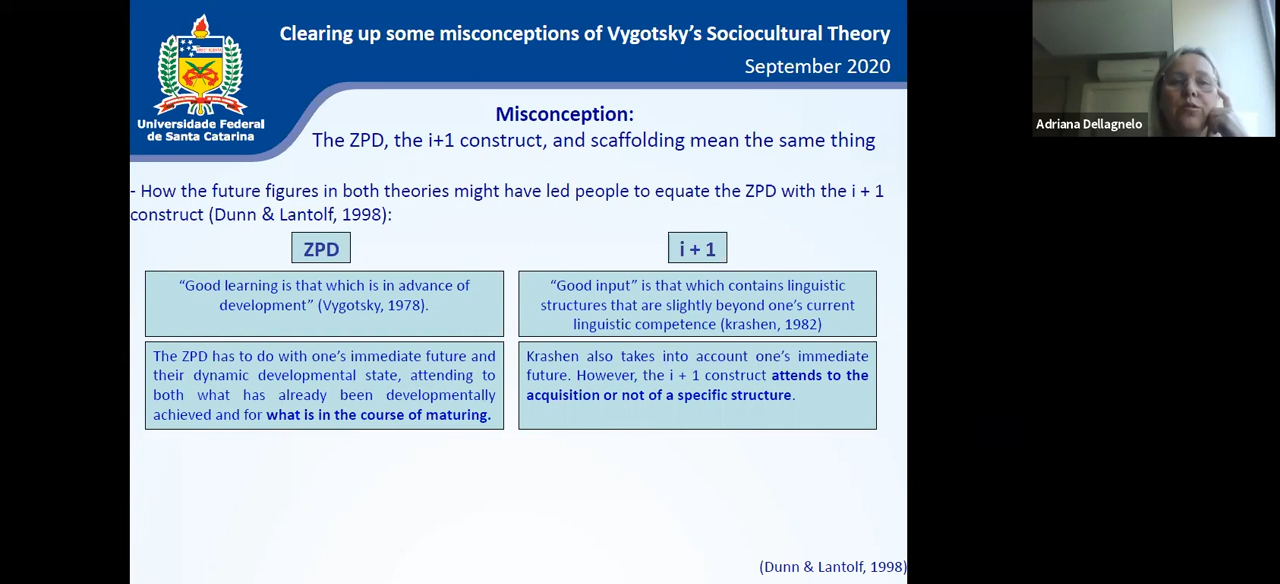 Clearing up some misconceptions of Vygotsky's Sociocultural Theory
September 2020
Universidade Federal
de Santa Catarina
Misconception:
The ZPD, the i+1 construct, and scaffolding mean the same thing
- How the future figures in both theories might have led people to equate the ZPD with the i + 1
construct (Dunn & Lantolf, 1998):
ZPD
"Good learning is that which is in advance of
development" (Vygotsky, 1978).
The ZPD has to do with one's immediate future and
their dynamic developmental state, attending to
both what has already been developmentally
achieved and for what is in the course of maturing.
i + 1
"Good input" is that which contains linguistic
structures that are slightly beyond one's current
linguistic competence (krashen, 1982)
Krashen also takes into account one's immediate
future. However, the i + 1 construct attends to the
acquisition or not of a specific structure.
(Dunn & Lantolf, 1998)
Adriana Dellagnelo